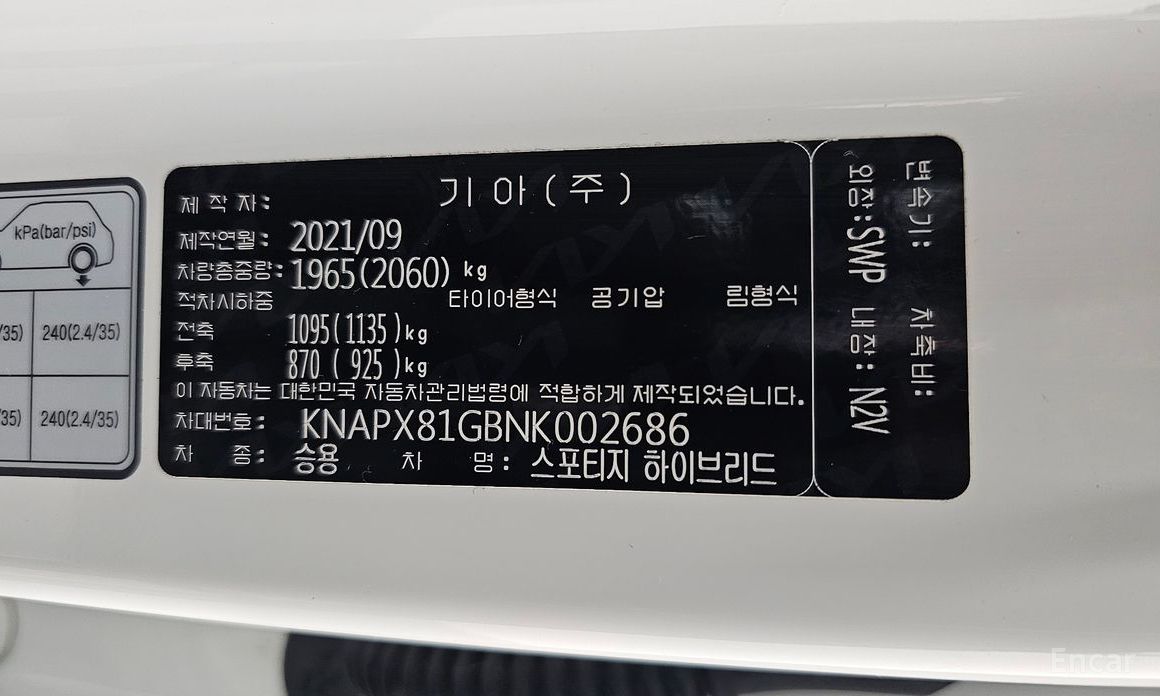 kPa(bar/psi)
/35) 240(2.4/35)
35) 240(2.4/35)
제 작 자: 기 아 ( 주 )
제작연월: 2021/09
차량총중량: 1965(2060) kg
적차시하중 타이어형식 공기압 림형식
전축 1095(1135)kg
후축 870 ( 925)kg
이 자동차는 대한민국 자동차관리법령에 적합하게 제작되었습니다.
차대번호: KNAPX81GBNK002686
차 종: 승용 차 명: 스포티지 하이브리드
변속기: 차축비:
외장:SWP 내장: N2V
Encar